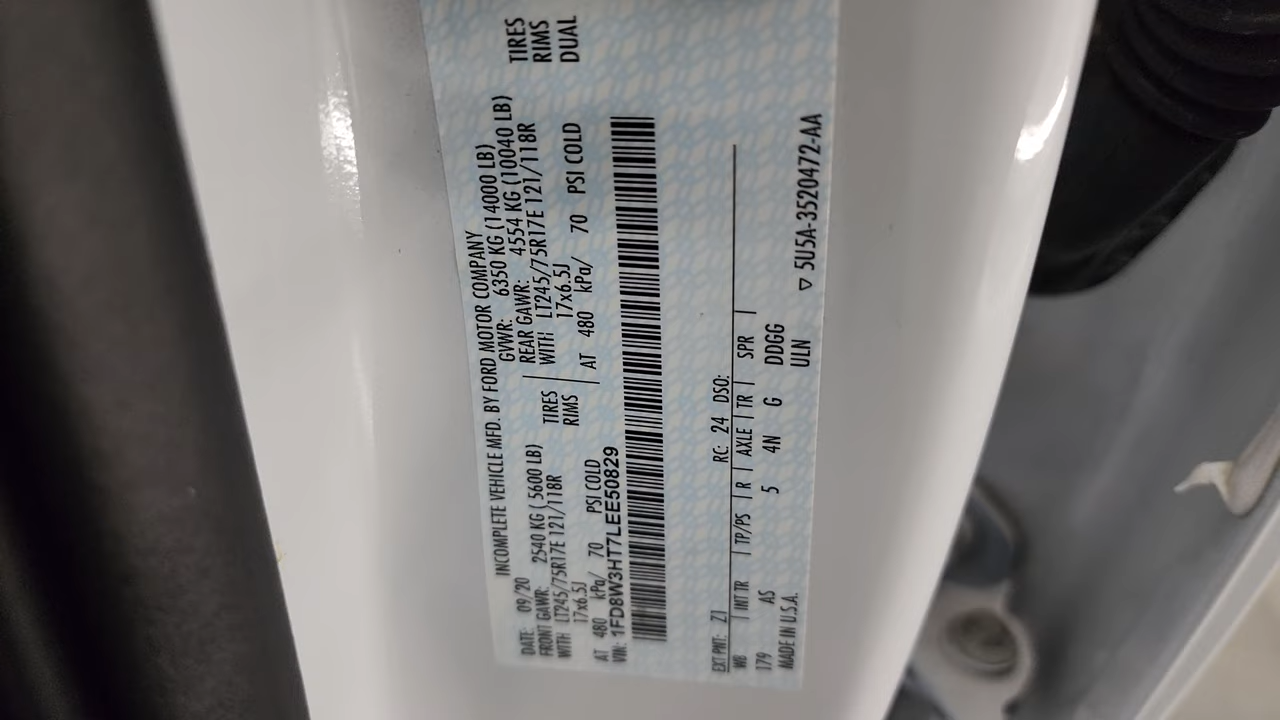 INCOMPLETE VEHICLE MFD. BY FORD MOTOR COMPANY
DATE: 09/20 GVWR: 6350 KG (14000 LB)
FRONT GAWR: 2540 KG (5600 LB) REAR GAWR: 4554 KG (10040 LB)
WITH LT245/75R17E 121/118R TIRES WITH LT245/75R17E 121/118R TIRES
17x6.5J RIMS 17x6.5J RIMS
AT 480 kPa/ 70 PSI COLD AT 480 kPa/ 70 PSI COLD DUAL
VIN: 1FD8W3HT7LEE50829
EXT PNT: Z1 RC: 24 DSO:
WB INT TR TP/PS R AXLE TR SPR
179 AS 5 4N G DDGG
MADE IN U.S.A. ULN
▽ 5U5A-3520472-AA